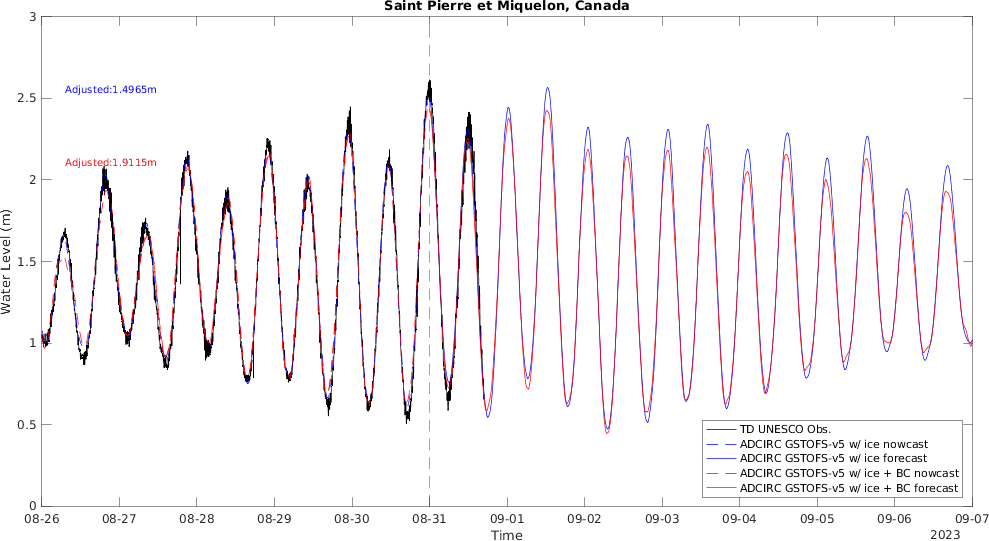 Saint Pierre et Miquelon, Canada
3
2.5
2
1.5
1
0.5
0
Water Level (m)
Adjusted:1.4965m
Adjusted:1.9115m
TD UNESCO Obs.
ADCIRC GSTOFS-v5 w/ ice nowcast
ADCIRC GSTOFS-v5 w/ ice forecast
ADCIRC GSTOFS-v5 w/ ice + BC nowcast
ADCIRC GSTOFS-v5 w/ ice + BC forecast
08-26 08-27 08-28 08-29 08-30 08-31 09-01 09-02 09-03 09-04 09-05 09-06 09-07
Time
2023